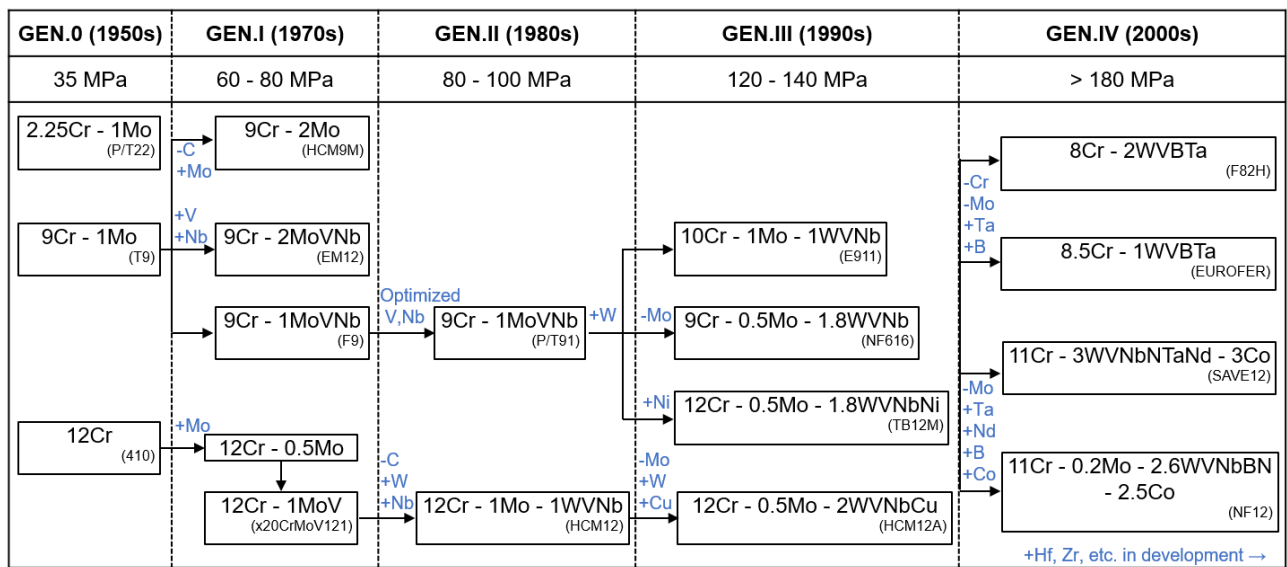 GEN.0 (1950s)
GEN.I (1970s)
GEN.II (1980s)
GEN.III (1990s)
GEN.IV (2000s)
35 MPa
60 - 80 MPa
80 - 100 MPa
120 - 140 MPa
> 180 MPa
2.25Cr - 1Mo
(P/T22)
9Cr - 1Mo
(T9)
12Cr
(410)
-C
+Mo
+V
+Nb
+Mo
9Cr - 2Mo
(HCM9M)
9Cr - 2MoVNb
(EM12)
9Cr - 1MoVNb
(F9)
12Cr - 0.5Mo
12Cr - 1MoV
(x20CrMoV121)
Optimized
V,Nb
-C
+W
+Nb
9Cr - 1MoVNb
(P/T91)
12Cr - 1Mo - 1WVNb
(HCM12)
+W
-Mo
+Ni
-Mo
+W
+Cu
10Cr - 1Mo - 1WVNb
(E911)
9Cr - 0.5Mo - 1.8WVNb
(NF616)
12Cr - 0.5Mo - 1.8WVNbNi
(TB12M)
12Cr - 0.5Mo - 2WVNbCu
(HCM12A)
-Cr
-Mo
+Ta
+B
-Mo
+Ta
+Nd
+B
+Co
8Cr - 2WVBTa
(F82H)
8.5Cr - 1WVBTa
(EUROFER)
11Cr - 3WVNbNTaNd - 3Co
(SAVE12)
11Cr - 0.2Mo - 2.6WVNbBN
- 2.5Co
(NF12)
+Hf, Zr, etc. in development →